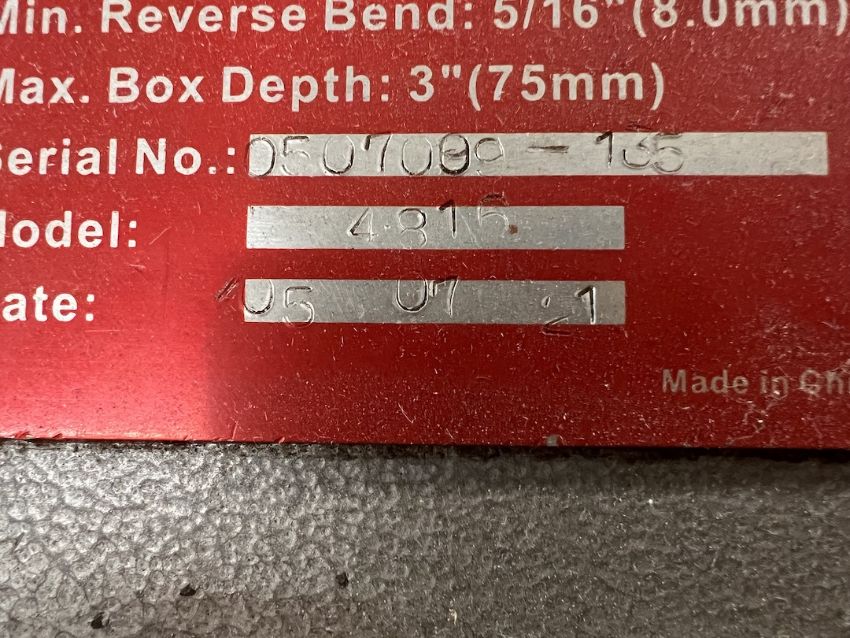 Min. Reverse Bend: 5/16"(8.0mm)
Max. Box Depth: 3"(75mm)
Serial No.: 0507099-135
Model: 4816
Date: 05 07 21
Made in